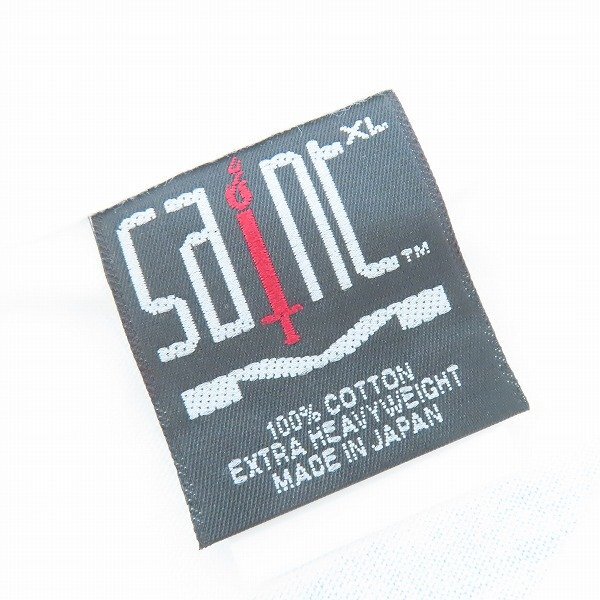 XL
saint
TM
100% COTTON
EXTRA HEAVYWEIGHT
MADE IN JAPAN